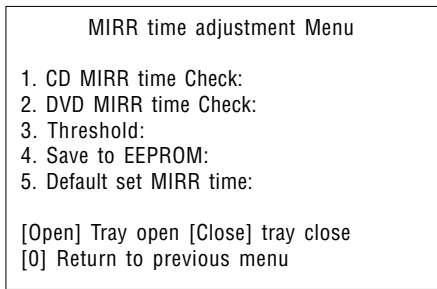 MIRR time adjustment Menu
1. CD MIRR time Check:
2. DVD MIRR time Check:
3. Threshold:
4. Save to EEPROM:
5. Default set MIRR time:
[Open] Tray open [Close] tray close
[0] Return to previous menu